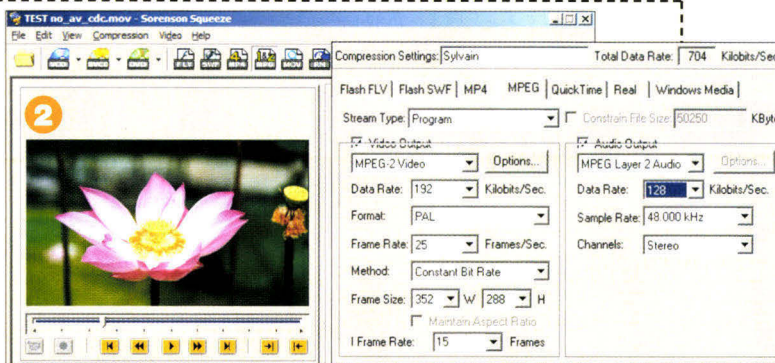 TEST no_av_cdc.mov - Sorenson Squeeze
File Edit View Compression Video Help
2
Compression Settings: Sylvain Total Data Rate: 704 Kilobits/Sec
Flash FLV Flash SWF MP4 MPEG QuickTime Real Windows Media
Stream Type: Program Constrain File Size: 50250 KByte
Video Output
MPEG-2 Video Options...
Data Rate: 192 Kilobits/Sec.
Format: PAL
Frame Rate: 25 Frames/Sec.
Method: Constant Bit Rate
Frame Size: 352 W 288 H
Maintain Aspect Ratio
I Frame Rate: 15 Frames
Audio Output
MPEG Layer 2 Audio Options...
Data Rate: 128 Kilobits/Sec.
Sample Rate: 48.000 kHz
Channels: Stereo